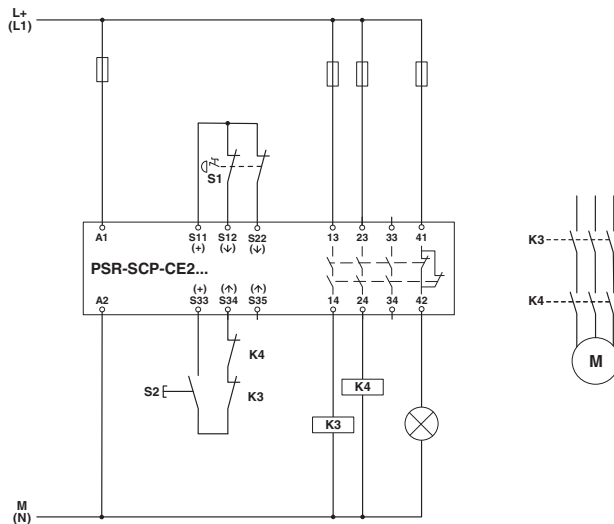 L+
(L1)
S1
A1
S11
(+)
S12
(↓)
S22
(↓)
13
23
33
41
PSR-SCP-CE2...
(+)
(↑)
(↑)
A2
S33
S34
S35
14
24
34
42
K4
K3
S2
K4
K3
M
(N)
K3
K4
M